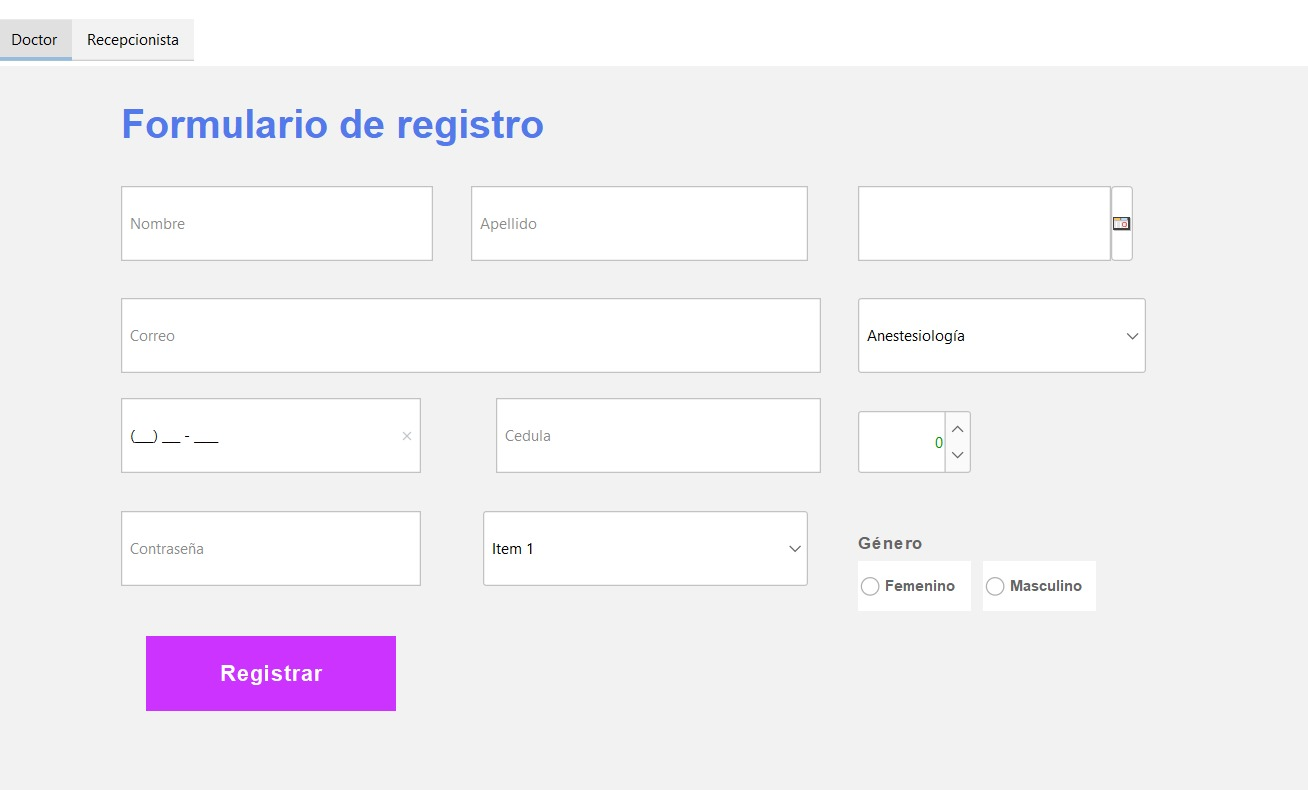 Doctor Recepcionista
Formulario de registro
Nombre Apellido
Correo Anestesiología
(__) __ - ___ Cedula 0
Contraseña Item 1
Género
Femenino Masculino
Registrar